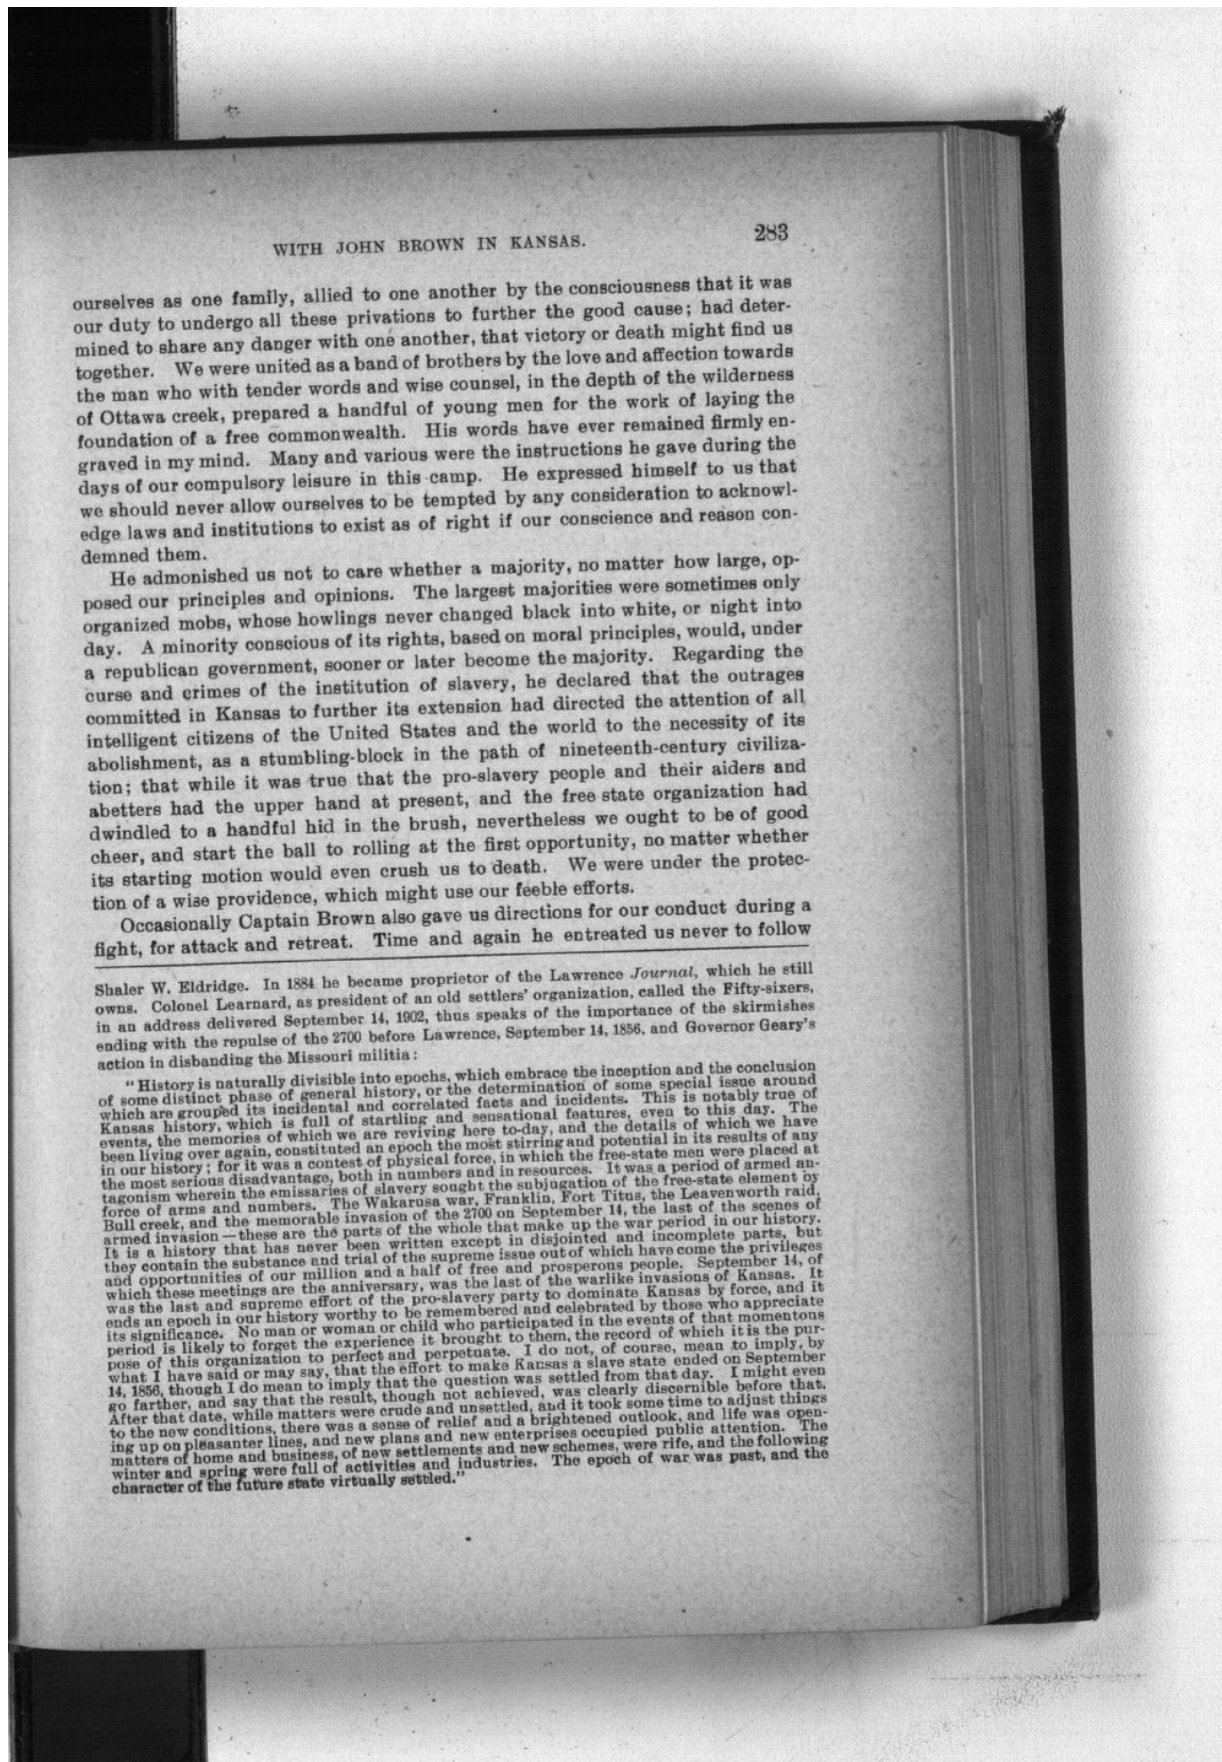 WITH JOHN BROWN IN KANSAS. 283
ourselves as one family, allied to one another by the consciousness that it was
our duty to undergo all these privations to further the good cause; had deter-
mined to share any danger with one another, that victory or death might find us
together. We were united as a band of brothers by the love and affection towards
the man who with tender words and wise counsel, in the depth of the wilderness
of Ottawa creek, prepared a handful of young men for the work of laying the
foundation of a free commonwealth. His words have ever remained firmly en-
graved in my mind. Many and various were the instructions he gave during the
days of our compulsory leisure in this camp. He expressed himself to us that
we should never allow ourselves to be tempted by any consideration to acknowl-
edge laws and institutions to exist as of right if our conscience and reason con-
demned them.
He admonished us not to care whether a majority, no matter how large, op-
posed our principles and opinions. The largest majorities were sometimes only
organized mobs, whose howlings never changed black into white, or night into
day. A minority conscious of its rights, based on moral principles, would, under
a republican government, sooner or later become the majority. Regarding the
curse and crimes of the institution of slavery, he declared that the outrages
committed in Kansas to further its extension had directed the attention of all
intelligent citizens of the United States and the world to the necessity of its
abolishment, as a stumbling-block in the path of nineteenth-century civiliza-
tion; that while it was true that the pro-slavery people and their aiders and
abetters had the upper hand at present, and the free state organization had
dwindled to a handful hid in the brush, nevertheless we ought to be of good
cheer, and start the ball to rolling at the first opportunity, no matter whether
its starting motion would even crush us to death. We were under the protec-
tion of a wise providence, which might use our feeble efforts.
Occasionally Captain Brown also gave us directions for our conduct during a
fight, for attack and retreat. Time and again he entreated us never to follow
Shaler W. Eldridge. In 1884 he became proprietor of the Lawrence Journal, which he still
owns. Colonel Learnard, as president of an old settlers' organization, called the Fifty-sixers,
in an address delivered September 14, 1902, thus speaks of the importance of the skirmishes
ending with the repulse of the 2700 before Lawrence, September 14, 1856, and Governor Geary's
action in disbanding the Missouri militia:
"History is naturally divisible into epochs, which embrace the inception and the conclusion
of some distinct phase of general history, or the determination of some special issue around
which are grouped its incidental and correlated facts and incidents. This is notably true of
Kansas history, which is full of startling and sensational features, even to this day. The
events, the memories of which we are reviving here to-day, and the details of which we have
been living over again, constituted an epoch the most stirring and potential in its results of any
in our history; for it was a contest of physical force, in which the free-state men were placed at
the most serious disadvantage, both in numbers and in resources. It was a period of armed an-
tagonism wherein the emissaries of slavery sought the subjugation of the free-state element by
force of arms and numbers. The Wakarusa war, Franklin, Fort Titus, the Leavenworth raid,
Bull creek, and the memorable invasion of the 2700 on September 14, the last of the scenes of
armed invasion—these are the parts of the whole that make up the war period in our history.
It is a history that has never been written except in disjointed and incomplete parts, but
they contain the substance and trial of the supreme issue out of which have come the privileges
and opportunities of our million and a half of free and prosperous people. September 14, of
which these meetings are the anniversary, was the last of the warlike invasions of Kansas. It
was the last and supreme effort of the pro-slavery party to dominate Kansas by force, and it
ends an epoch in our history worthy to be remembered and celebrated by those who appreciate
its significance. No man or woman or child who participated in the events of that momentous
period is likely to forget the experience it brought to them, the record of which it is the pur-
pose of this organization to perfect and perpetuate. I do not, of course, mean to imply, by
what I have said or may say, that the effort to make Kansas a slave state ended on September
14, 1856, though I do mean to imply that the question was settled from that day. I might even
go farther, and say that the result, though not achieved, was clearly discernible before that.
After that date, while matters were crude and unsettled, and it took some time to adjust things
to the new conditions, there was a sense of relief and a brightened outlook, and life was open-
ing up on pleasanter lines, and new plans and new enterprises occupied public attention. The
matters of home and business, of new settlements and new schemes, were rife, and the following
winter and spring were full of activities and industries. The epoch of war was past, and the
character of the future state virtually settled."